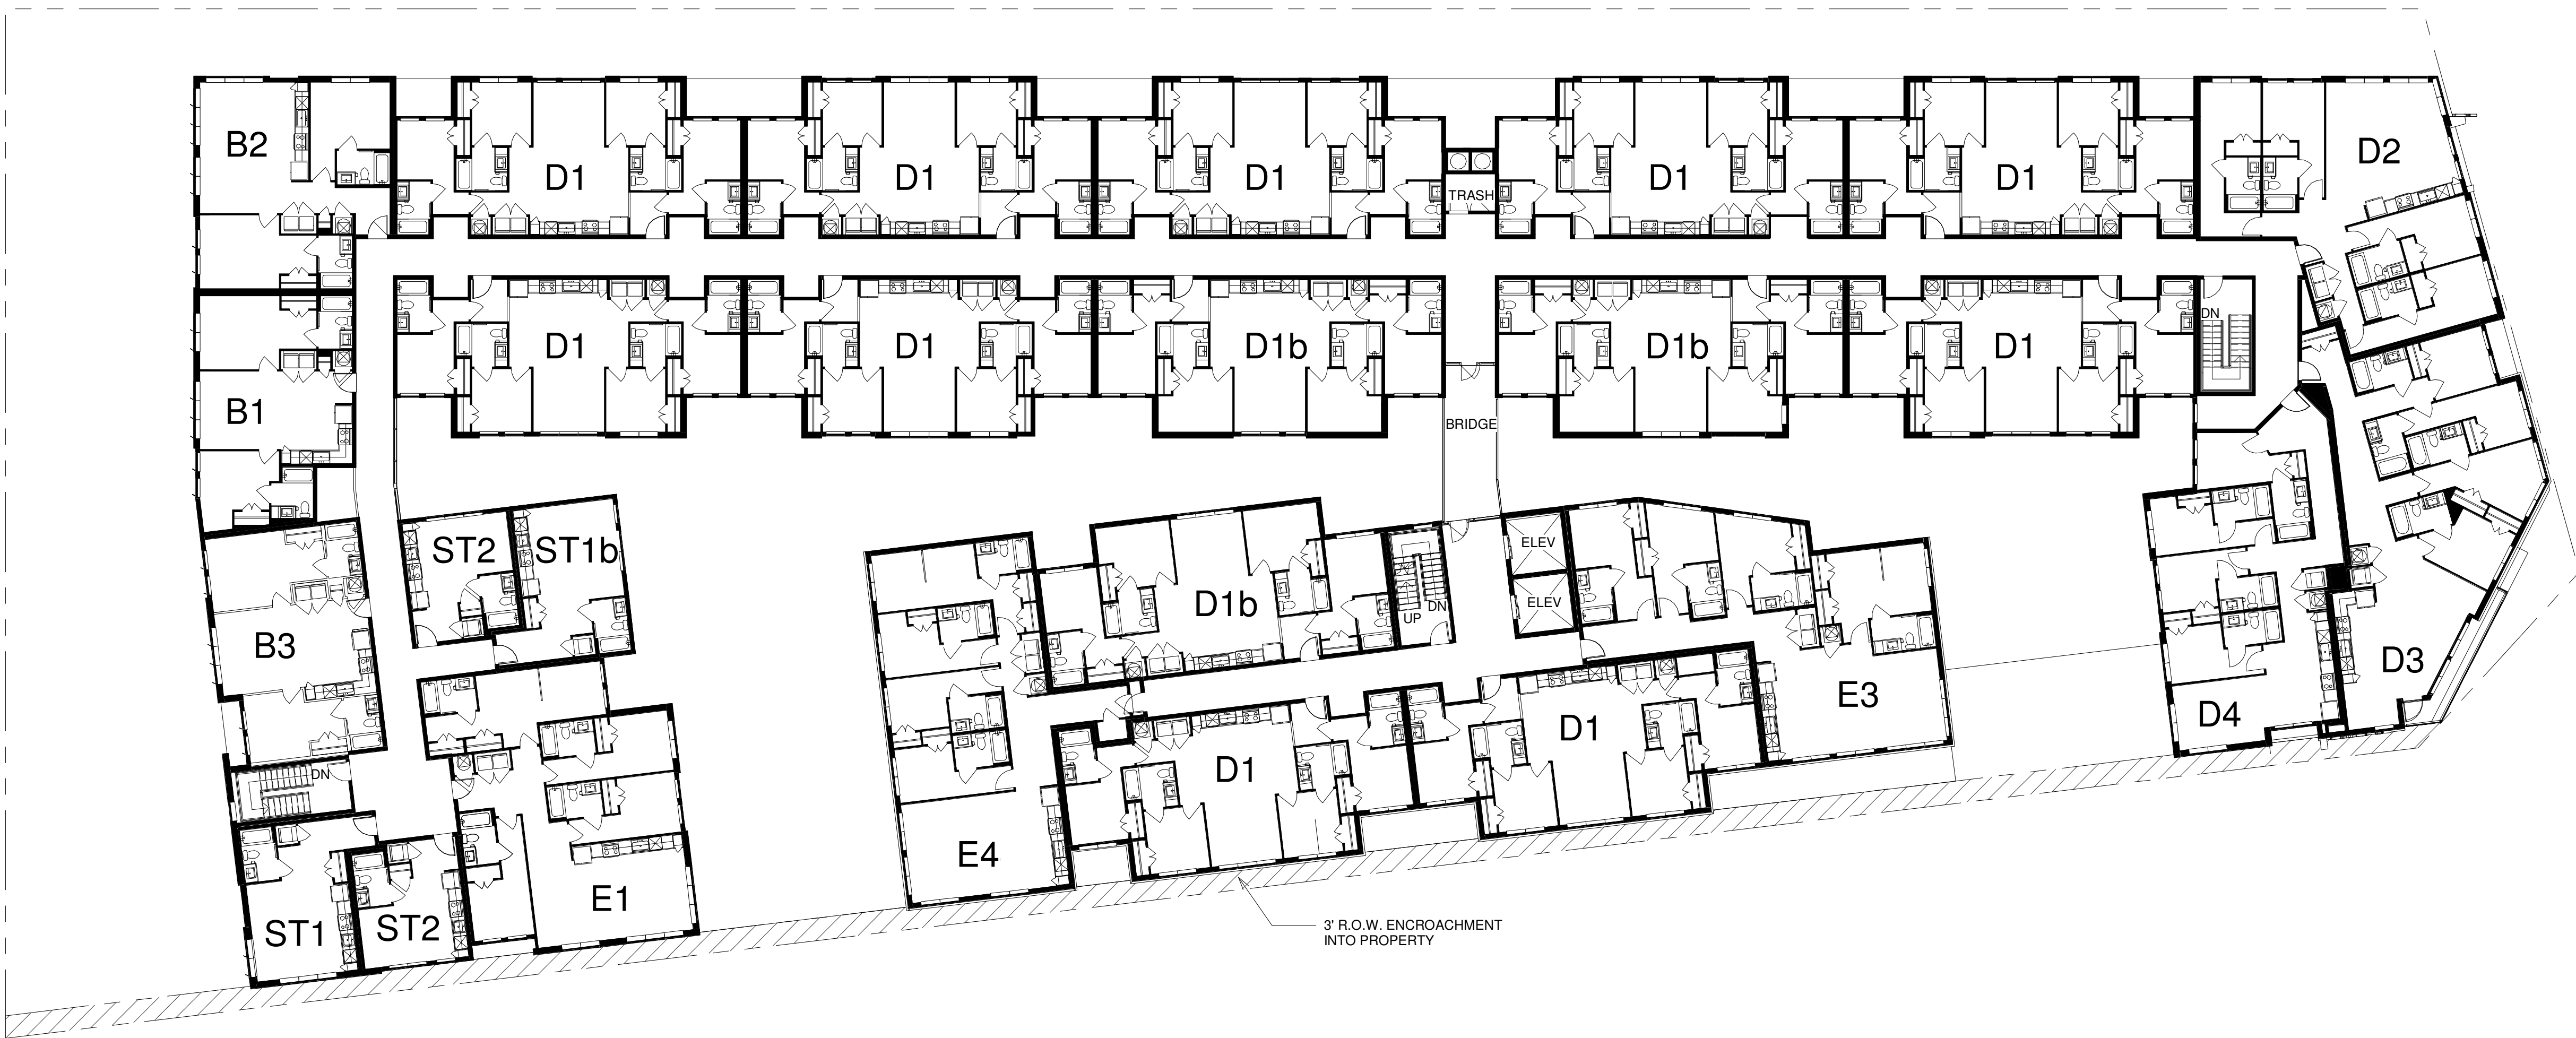 B2
D1
D1
D1
TRASH
D1
D1
D2
B1
D1
D1
D1b
BRIDGE
D1b
D1
DN
ST2
ST1b
B3
DN
D1b
UP
DN
ELEV
ELEV
D1
E3
D4
D3
ST1
ST2
E1
E4
D1
3' R.O.W. ENCROACHMENT
INTO PROPERTY